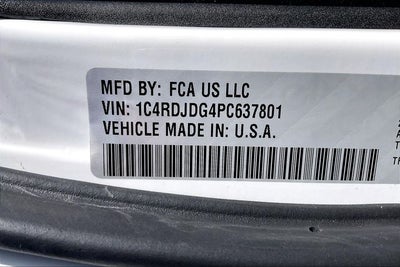 MFD BY: FCA US LLC
VIN: 1C4RDJDG4PC637801
VEHICLE MADE IN: U.S.A.